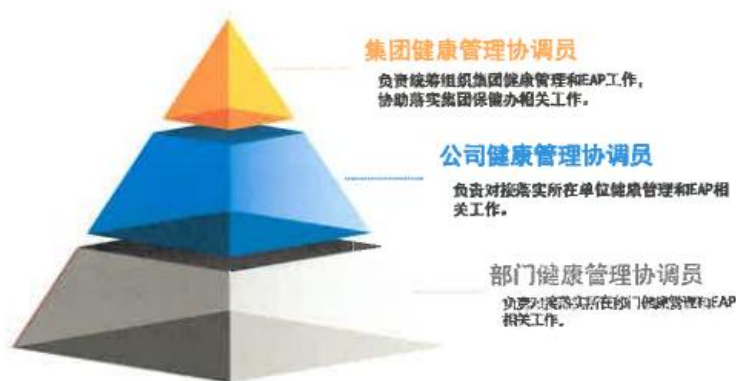 集团健康管理协调员
负责统筹组织集团健康管理和EAP工作，
协助落实集团保健办相关工作。
公司健康管理协调员
负责对接落实所在单位健康管理和EAP相
关工作。
部门健康管理协调员
负责对接落实所在部门健康管理和EAP
相关工作。